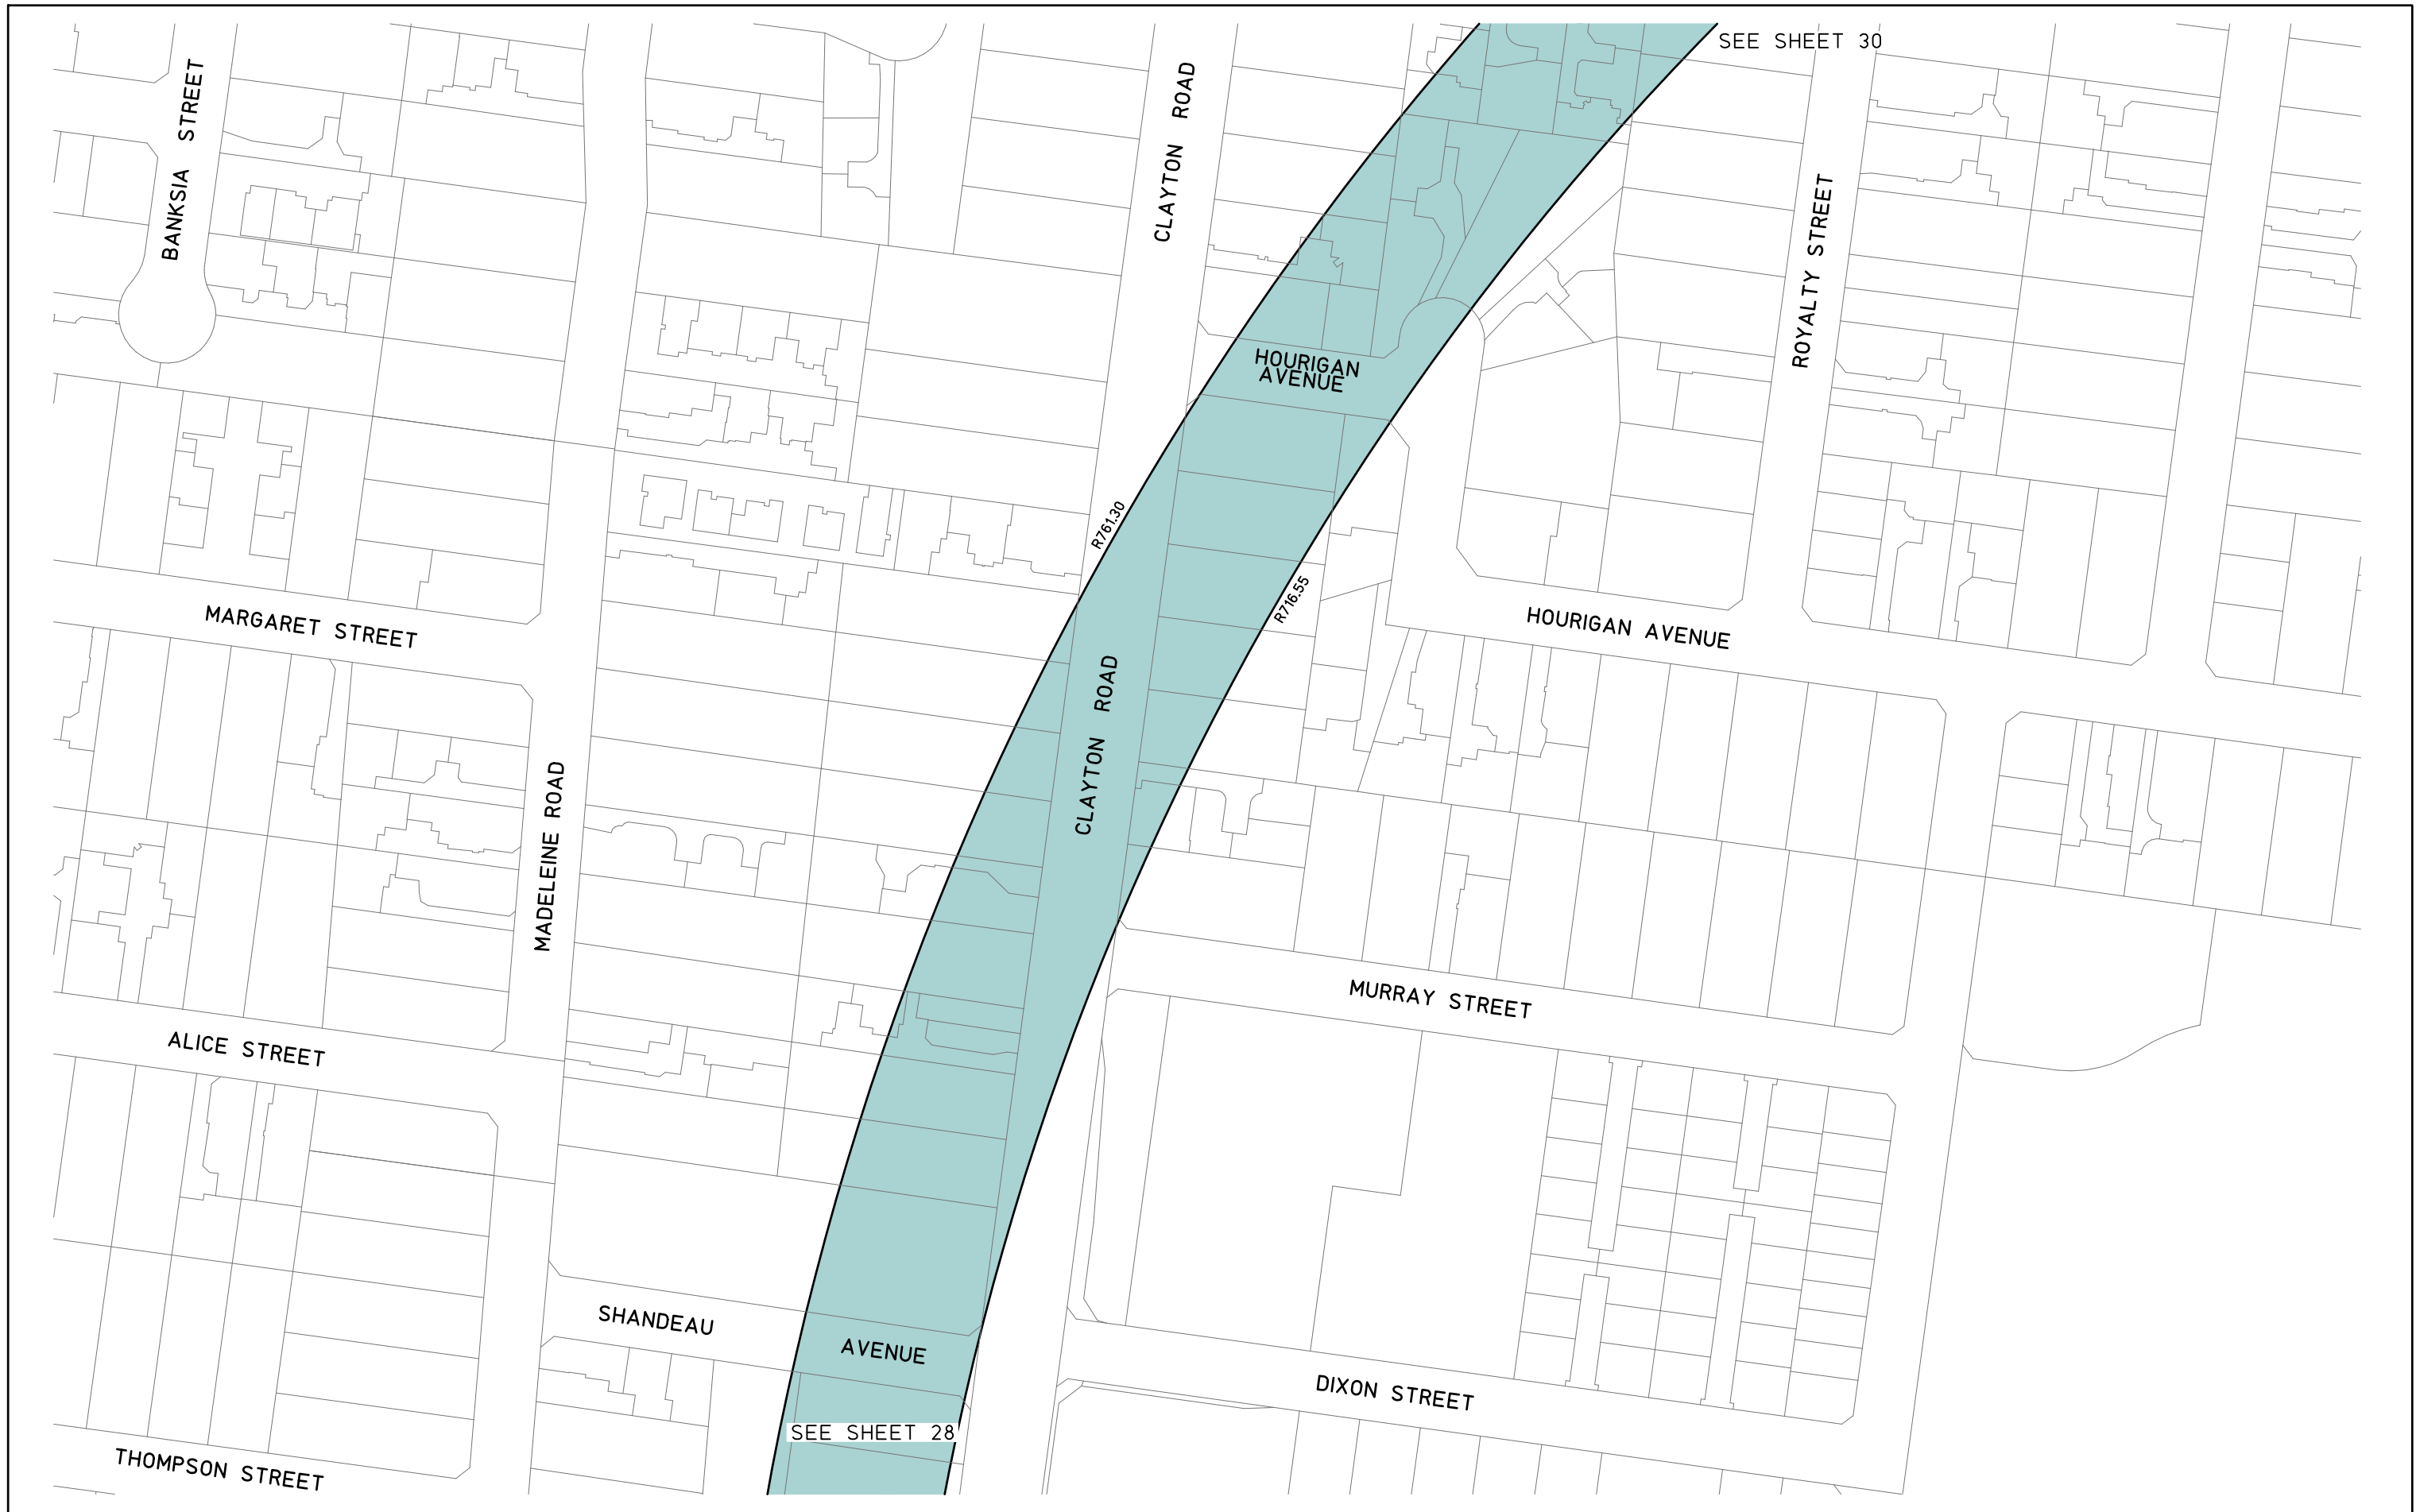 SEE SHEET 30
BANKSIA STREET
CLAYTON ROAD
ROYALTY STREET
HOURIGAN
AVENUE
R761.30
R716.55
MARGARET STREET
HOURIGAN AVENUE
CLAYTON ROAD
MADELEINE ROAD
MURRAY STREET
ALICE STREET
SHANDEAU
AVENUE
DIXON STREET
SEE SHEET 28
THOMPSON STREET